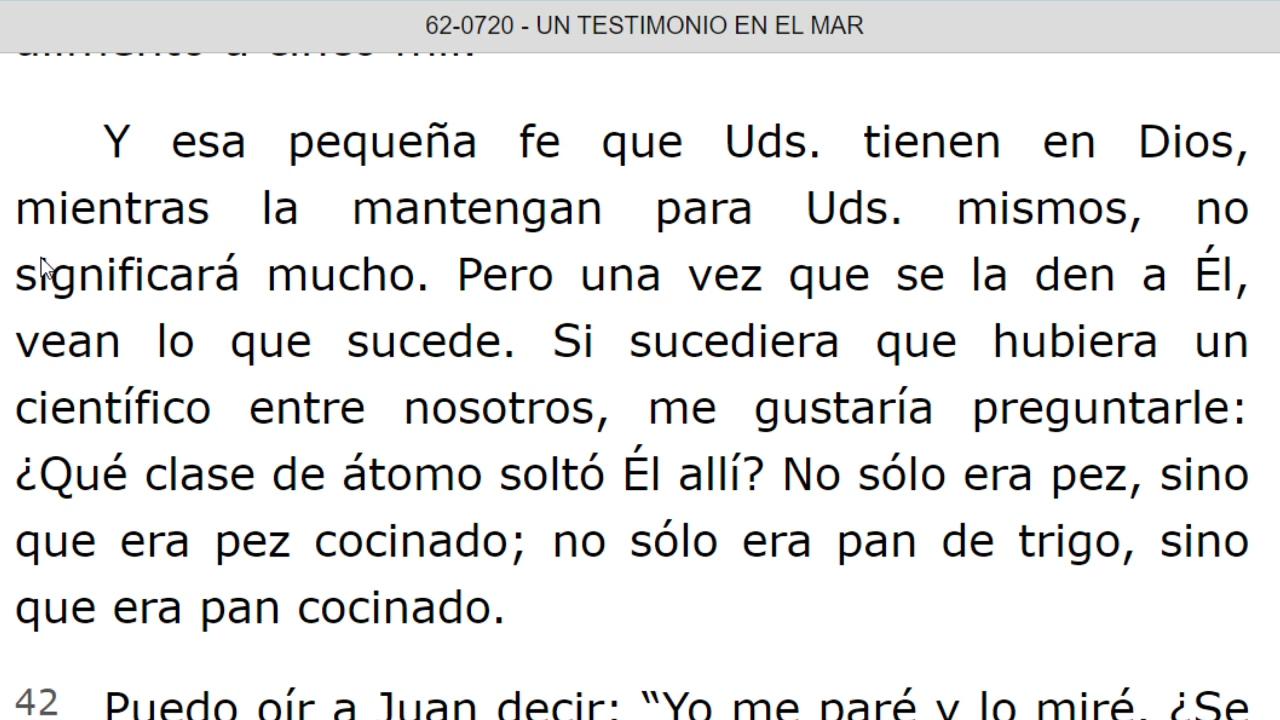 62-0720 - UN TESTIMONIO EN EL MAR
alimentó a cinco mil.
Y esa pequeña fe que Uds. tienen en Dios,
mientras la mantengan para Uds. mismos, no
significará mucho. Pero una vez que se la den a Él,
vean lo que sucede. Si sucediera que hubiera un
científico entre nosotros, me gustaría preguntarle:
¿Qué clase de átomo soltó Él allí? No sólo era pez, sino
que era pez cocinado; no sólo era pan de trigo, sino
que era pan cocinado.
42 Puedo oír a Juan decir: “Yo me paré y lo miré. ¿Se